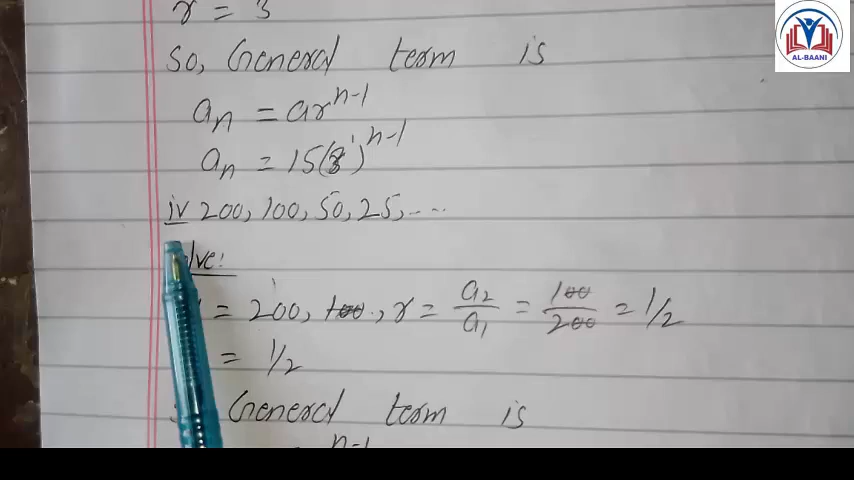 r = 3
So, General term is
an = ar^n-1
an = 15(3)^n-1
iv 200, 100, 50, 25, ....
= 200, 100, r = a2/a1 = 100/200 = 1/2
= 1/2
General term is
n-1
AL-BAANI